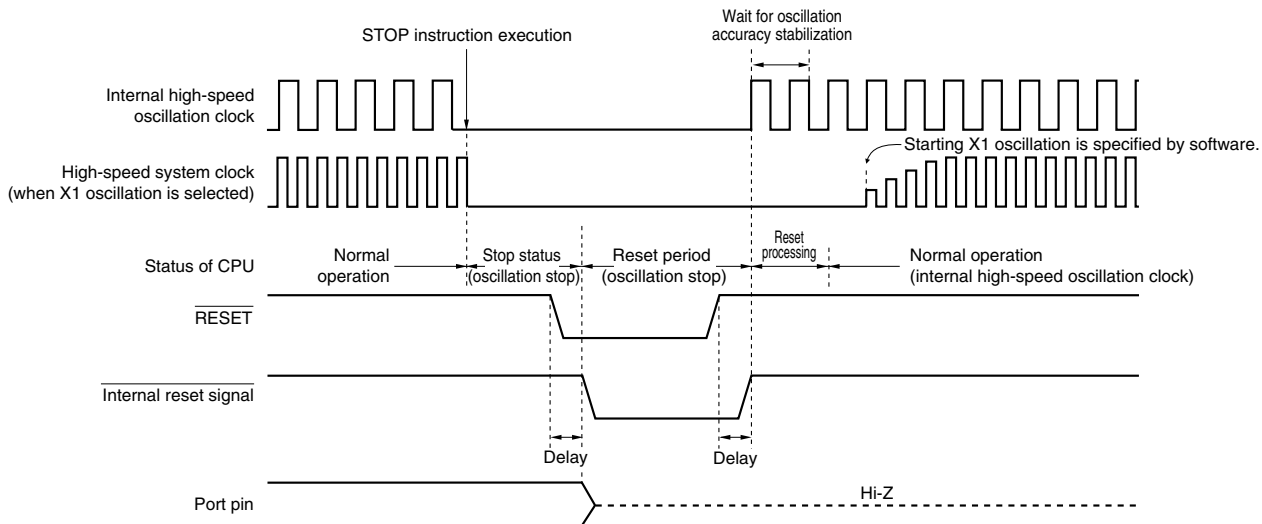 Wait for oscillation
accuracy stabilization
STOP instruction execution
Internal high-speed
oscillation clock
Starting X1 oscillation is specified by software.
High-speed system clock
(when X1 oscillation is selected)
Status of CPU
Normal
operation
Stop status
(oscillation stop)
Reset period
(oscillation stop)
Reset
processing
Normal operation
(internal high-speed oscillation clock)
RESET
Internal reset signal
Delay
Delay
Port pin
Hi-Z